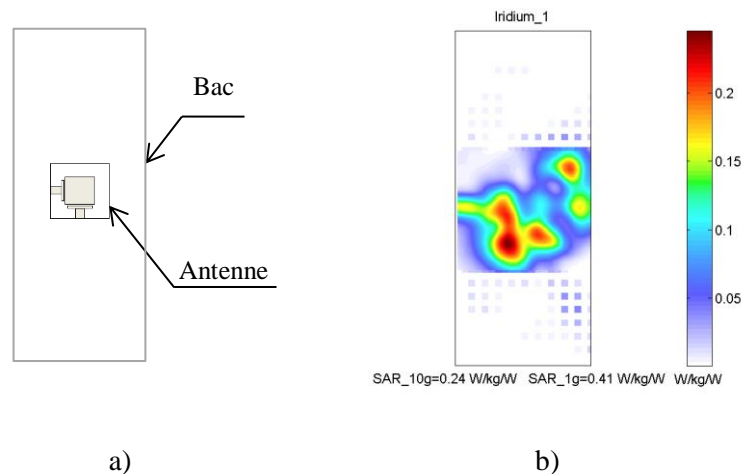 Iridium_1
Bac
Antenne
0.2
0.15
0.1
0.05
0
SAR_10g=0.24 W/kg/W SAR_1g=0.41 W/kg/W W/kg/W
a) b)